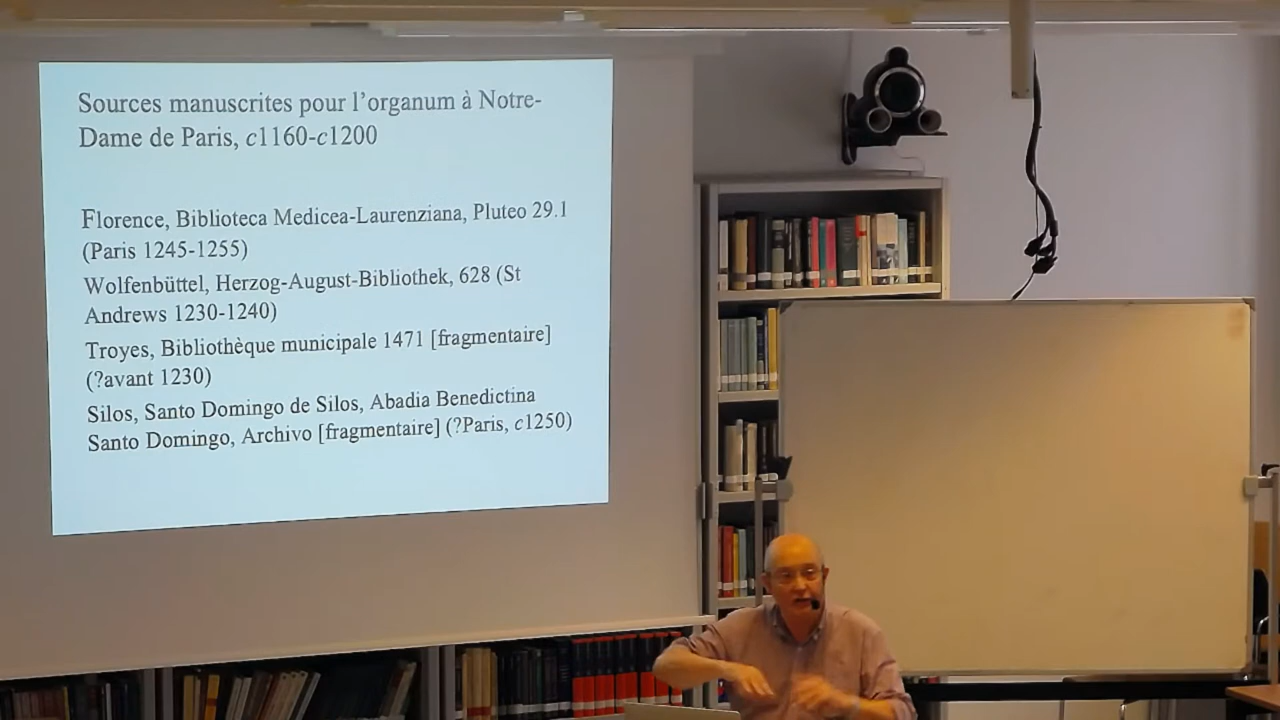 Sources manuscrites pour l’organum à Notre-
Dame de Paris, c1160-c1200
Florence, Biblioteca Medicea-Laurenziana, Pluteo 29.1
(Paris 1245-1255)
Wolfenbüttel, Herzog-August-Bibliothek, 628 (St
Andrews 1230-1240)
Troyes, Bibliothèque municipale 1471 [fragmentaire]
(?avant 1230)
Silos, Santo Domingo de Silos, Abadia Benedictina
Santo Domingo, Archivo [fragmentaire] (?Paris, c1250)